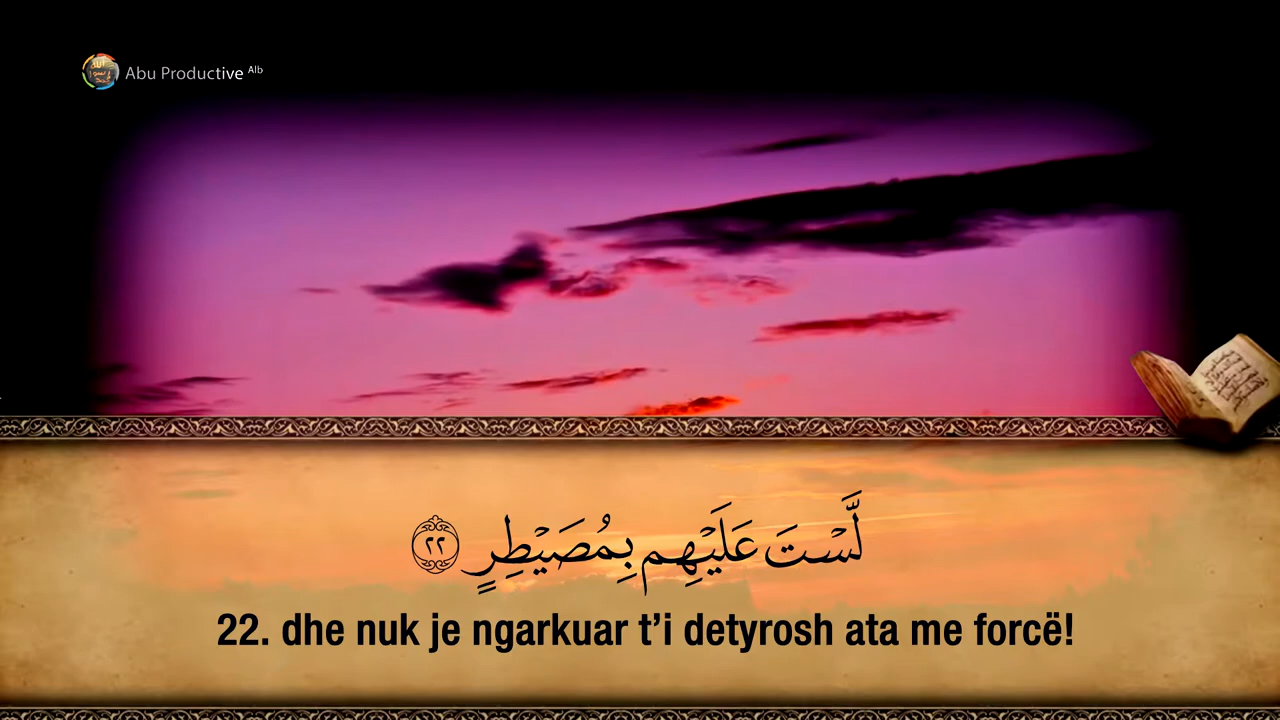 Abu Productive Alb
لَّسْتَ عَلَيْهِم بِمُصَيْطِرٍ ٢٢
22. dhe nuk je ngarkuar t’i detyrosh ata me forcë!